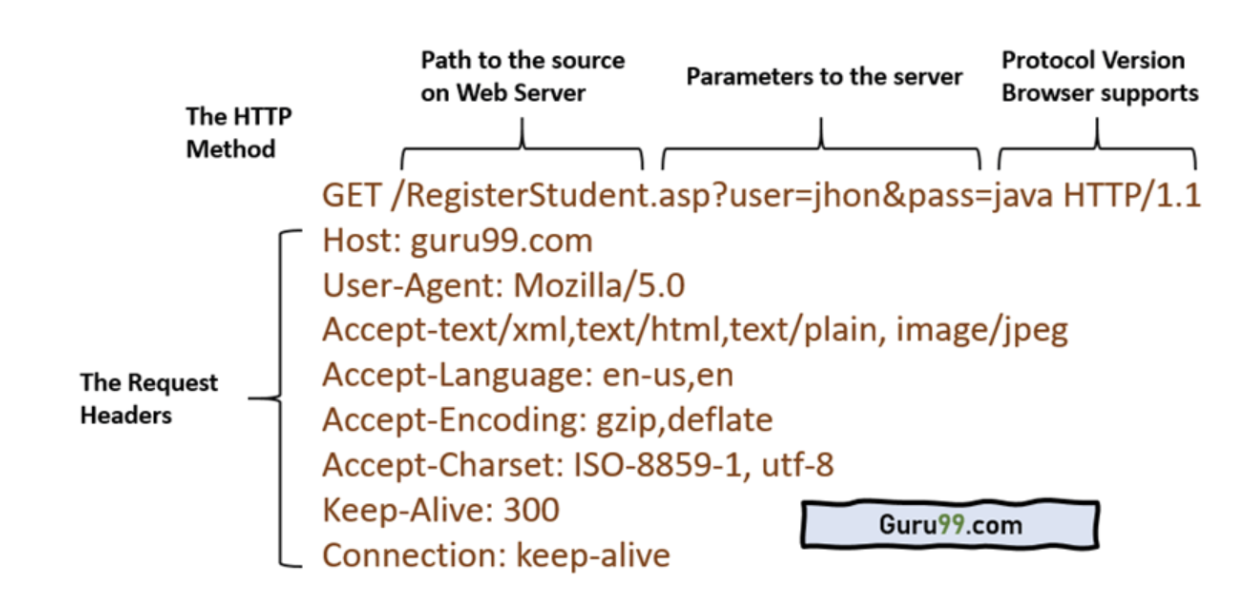 Path to the source
on Web Server
Parameters to the server
Protocol Version
Browser supports
The HTTP
Method
GET /RegisterStudent.asp?user=jhon&pass=java HTTP/1.1
Host: guru99.com
User-Agent: Mozilla/5.0
Accept-text/xml,text/html,text/plain, image/jpeg
Accept-Language: en-us,en
Accept-Encoding: gzip,deflate
Accept-Charset: ISO-8859-1, utf-8
Keep-Alive: 300
Connection: keep-alive
The Request
Headers
Guru99.com